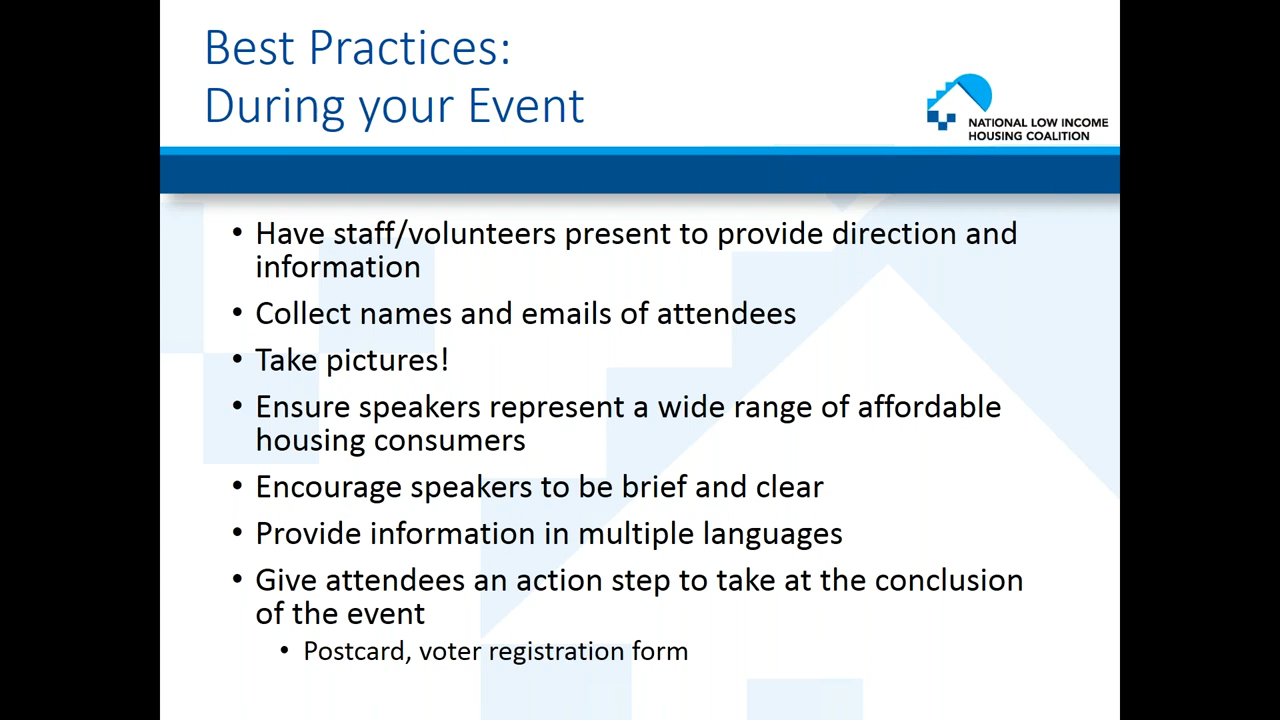 Best Practices:
During your Event
NATIONAL LOW INCOME
HOUSING COALITION
• Have staff/volunteers present to provide direction and
information
• Collect names and emails of attendees
• Take pictures!
• Ensure speakers represent a wide range of affordable
housing consumers
• Encourage speakers to be brief and clear
• Provide information in multiple languages
• Give attendees an action step to take at the conclusion
of the event
• Postcard, voter registration form